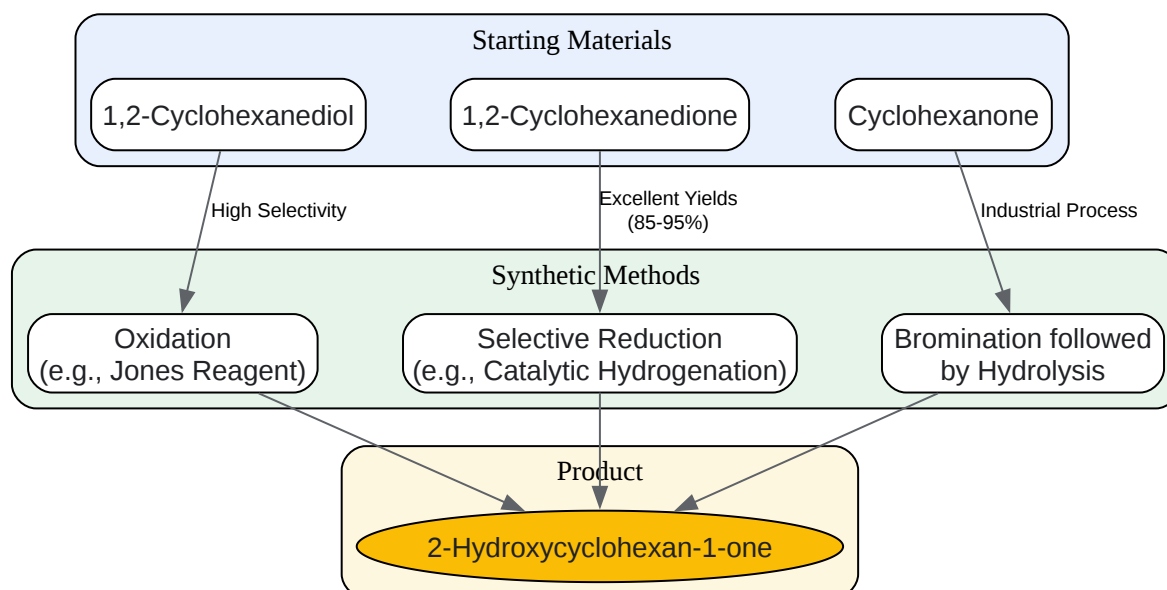 Starting Materials
1,2-Cyclohexanediol
1,2-Cyclohexanedione
Cyclohexanone
High Selectivity
Excellent Yields
(85-95%)
Industrial Process
Synthetic Methods
Oxidation
(e.g., Jones Reagent)
Selective Reduction
(e.g., Catalytic Hydrogenation)
Bromination followed
by Hydrolysis
Product
2-Hydroxycyclohexan-1-one